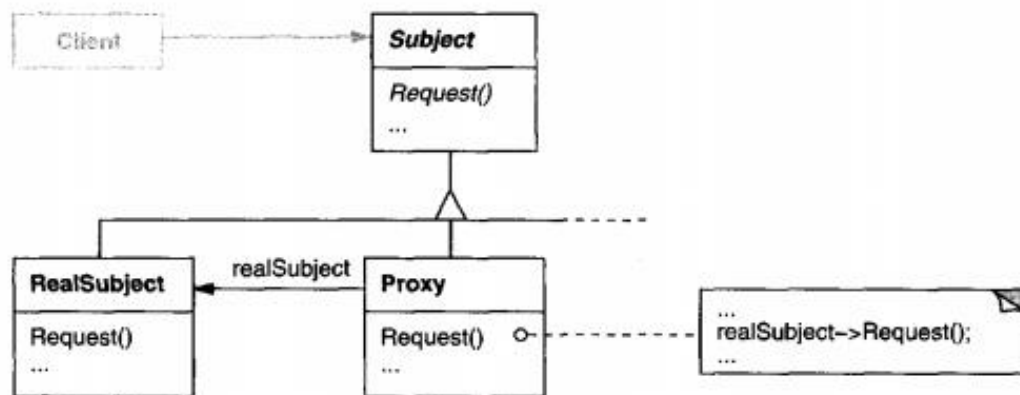 Client
Subject
Request()
...
realSubject
RealSubject
Request()
...
Proxy
Request()
...
...
realSubject->Request();
...